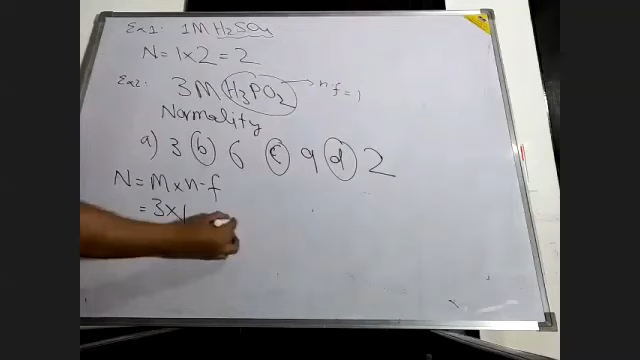 Ex1: 1M H₂SO₄
N = 1×2 = 2
Ex2: 3M H₃PO₂ → n f = 1
Normality
a) 3 b) 6 c) 9 d) 2
N = M × n-f
= 3×1